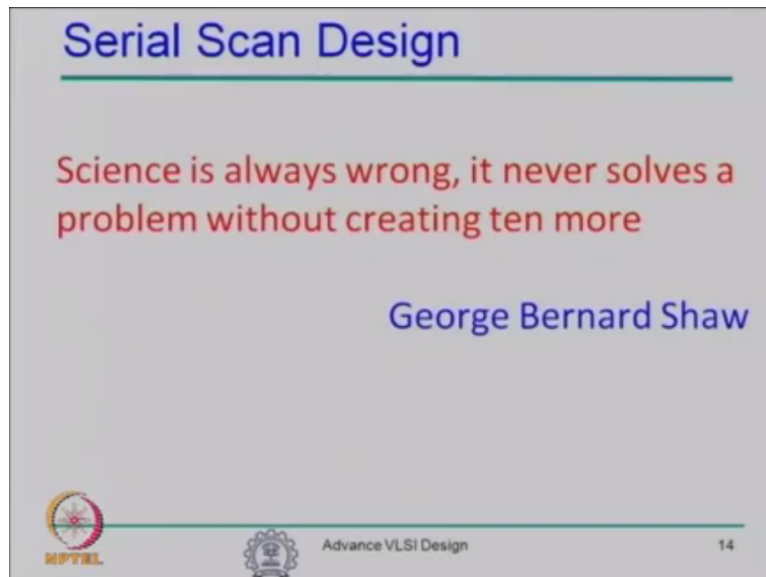 Serial Scan Design
Science is always wrong, it never solves a
problem without creating ten more
George Bernard Shaw
NPTEL
Advance VLSI Design
14